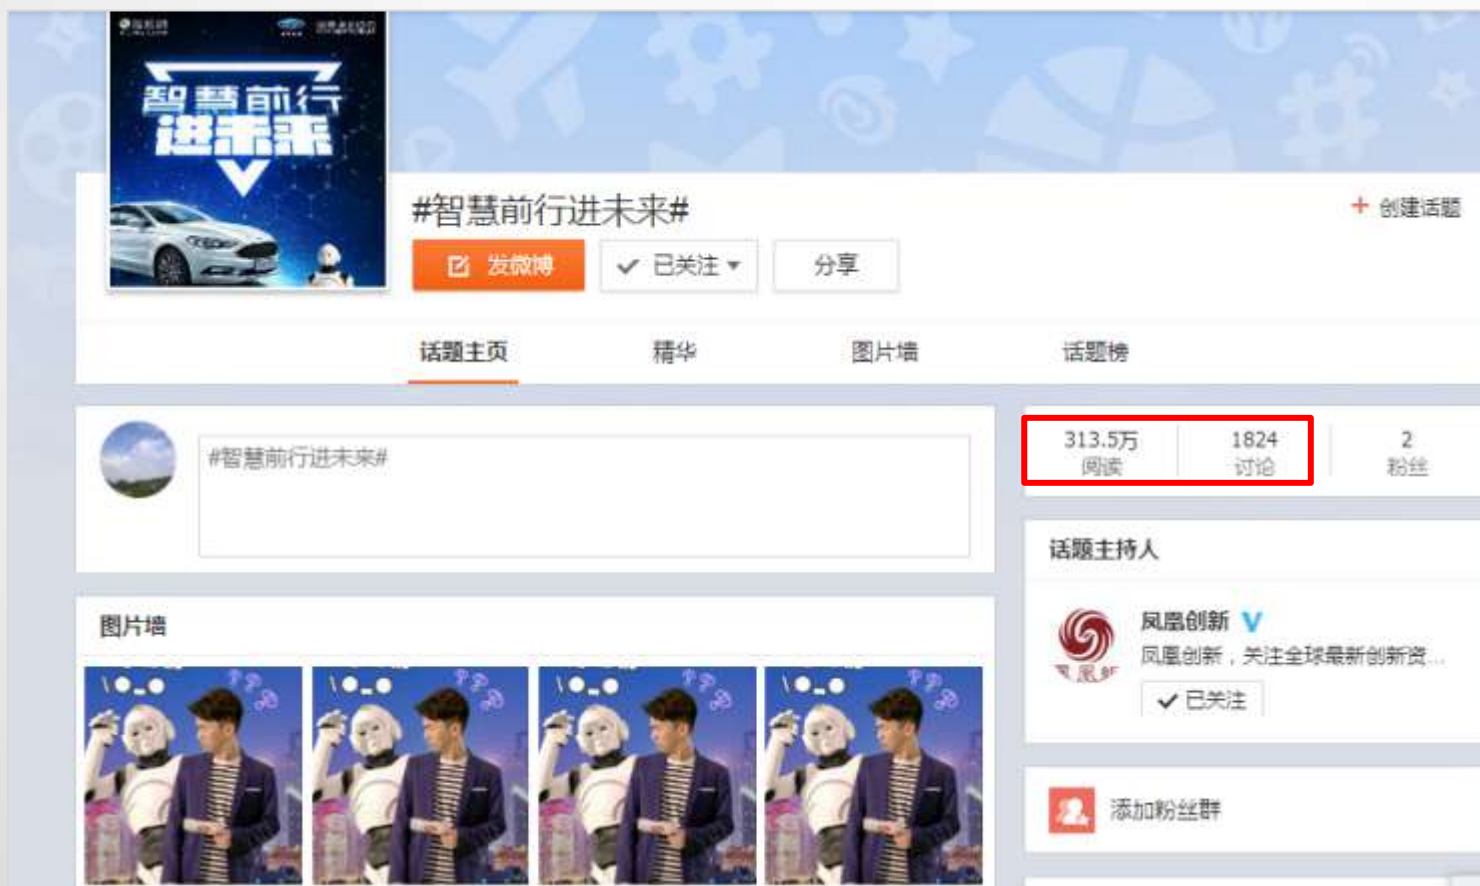 智慧前行
进未来
#智慧前行进未来#
+ 创建话题
发微博
已关注
分享
话题主页
精华
图片墙
话题榜
#智慧前行进未来#
313.5万
阅读
1824
讨论
2
粉丝
话题主持人
凤凰创新 V
凤凰创新，关注全球最新创新资...
已关注
图片墙
添加粉丝群